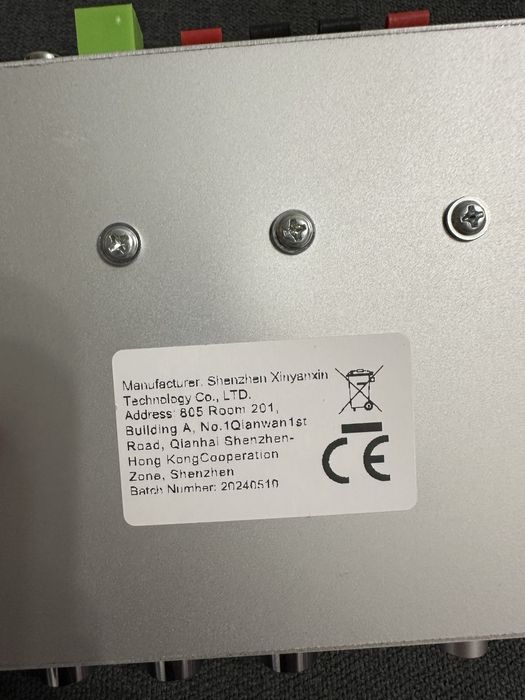 Manufacturer: Shenzhen Xinyanxin
Technology Co., LTD.
Address: 805 Room 201,
Building A, No.1Qianwan1st
Road, Qianhai Shenzhen-
Hong KongCooperation
Zone, Shenzhen
Batch Number: 20240510
CE